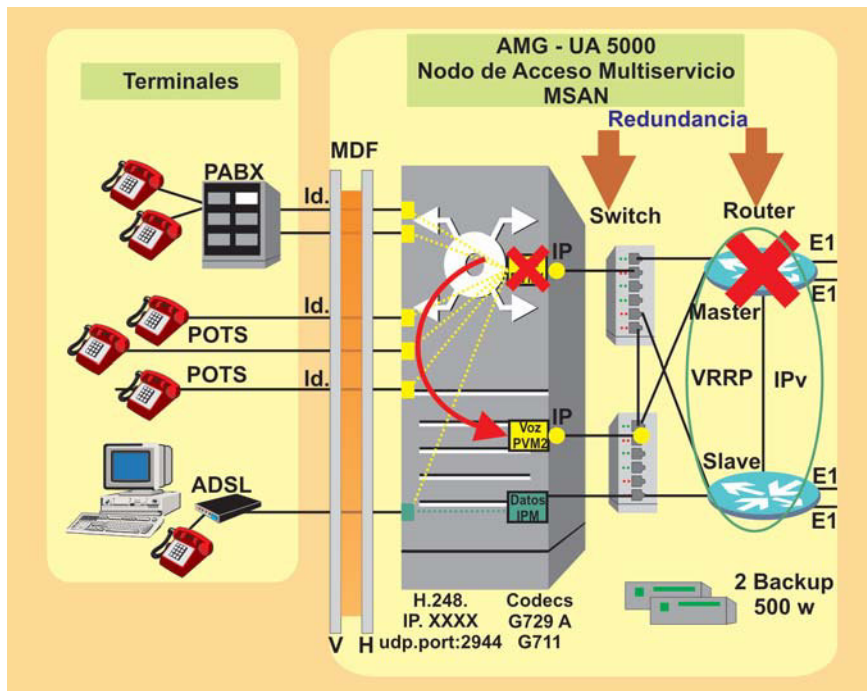 Terminales
AMG - UA 5000
Nodo de Acceso Multiservicio
MSAN
Redundancia
MDF
PABX
Id.
Switch
Router
IP
E1
E1
Master
Id.
POTS
POTS
Id.
VRRP
IPv
IP
Voz
PVM2
Slave
ADSL
Datos
IPM
E1
E1
2 Backup
500 w
H.248.
IP. XXXX
udp.port:2944
Codecs
G729 A
G711
V
H